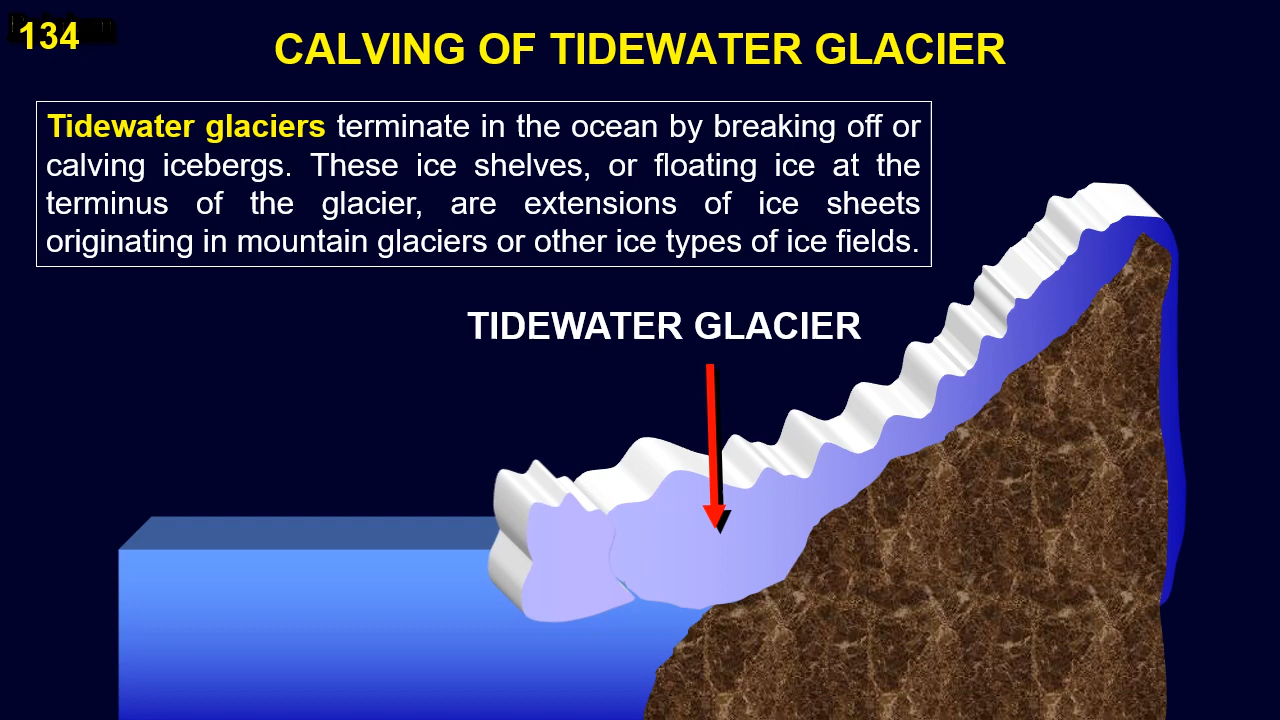 134
CALVING OF TIDEWATER GLACIER
Tidewater glaciers terminate in the ocean by breaking off or
calving icebergs. These ice shelves, or floating ice at the
terminus of the glacier, are extensions of ice sheets
originating in mountain glaciers or other ice types of ice fields.
TIDEWATER GLACIER